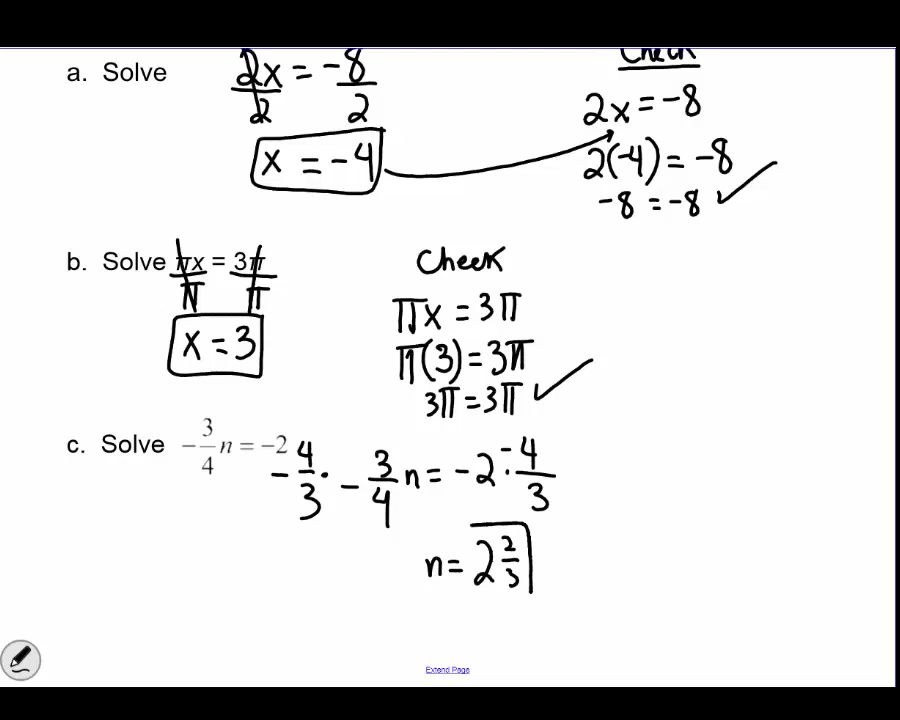 Check
a. Solve 2x = -8
2 2
2x = -8
x = -4
2(-4) = -8
-8 = -8
b. Solve πx = 3π
π π
Check
x = 3
πx = 3π
π(3) = 3π
3π = 3π
c. Solve -3/4 n = -2
-4/3 · -3/4 n = -2 · -4/3
n = 2 2/3
Extend Page